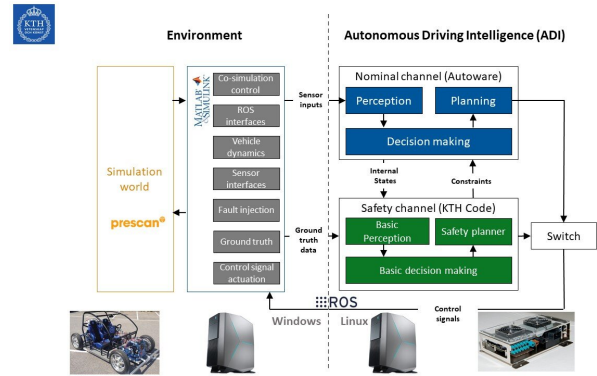 KTH
Environment
Autonomous Driving Intelligence (ADI)
Simulation
world
prescan
MATLAB
&SIMULINK
Co-simulation
control
ROS
interfaces
Vehicle
dynamics
Sensor
interfaces
Fault injection
Ground truth
Control signal
actuation
Sensor
inputs
Ground
truth
data
Nominal channel (Autoware)
Perception
Planning
Decision making
Internal
States
Constraints
Safety channel (KTH Code)
Basic
Perception
Safety planner
Basic decision making
Switch
ROS
Windows
Linux
Control
signals